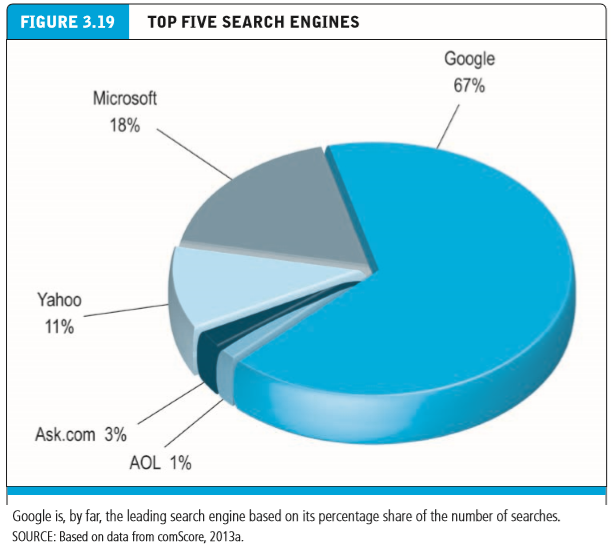 FIGURE 3.19 TOP FIVE SEARCH ENGINES
Google
67%
Microsoft
18%
Yahoo
11%
Ask.com 3%
AOL 1%
Google is, by far, the leading search engine based on its percentage share of the number of searches.
SOURCE: Based on data from comScore, 2013a.